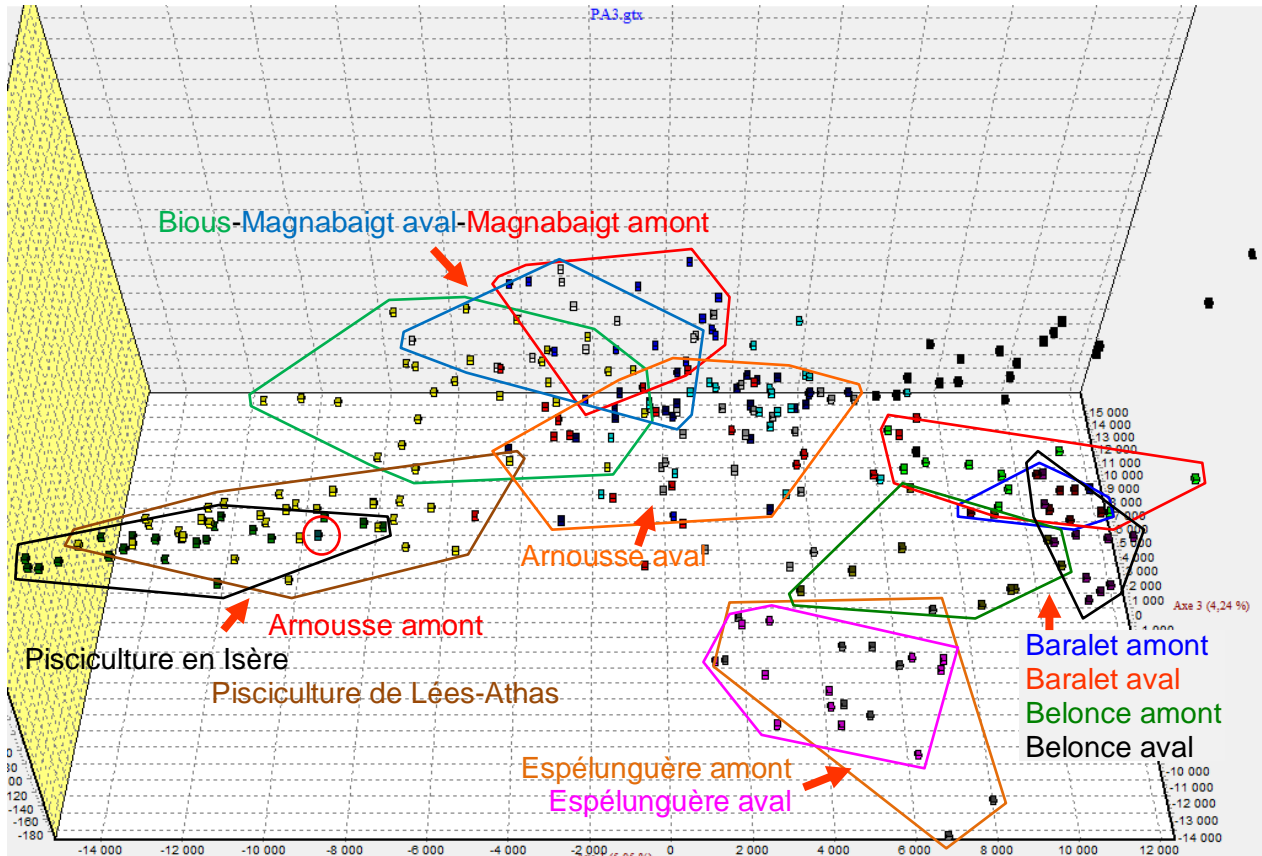 PA3.gtx
Bious-Magnabaigt aval-Magnabaigt amont
15 000
13 000
11 000
9 000
8 000
7 000
6 000
5 000
4 000
3 000
2 000
1 000
0
Axe 3 (4,24 %)
Arnousse aval
Arnousse amont
Pisciculture en Isère
Pisciculture de Lées-Athas
Baralet amont
Baralet aval
Belonce amont
Belonce aval
Espélunguère amont
Espélunguère aval
-10 000
-11 000
-12 000
-13 000
-14 000
-120
-140
-160
-180
-14 000 -12 000 -10 000 -8 000 -6 000 -4 000 -2 000 0 2 000 4 000 6 000 8 000 10 000 12 000